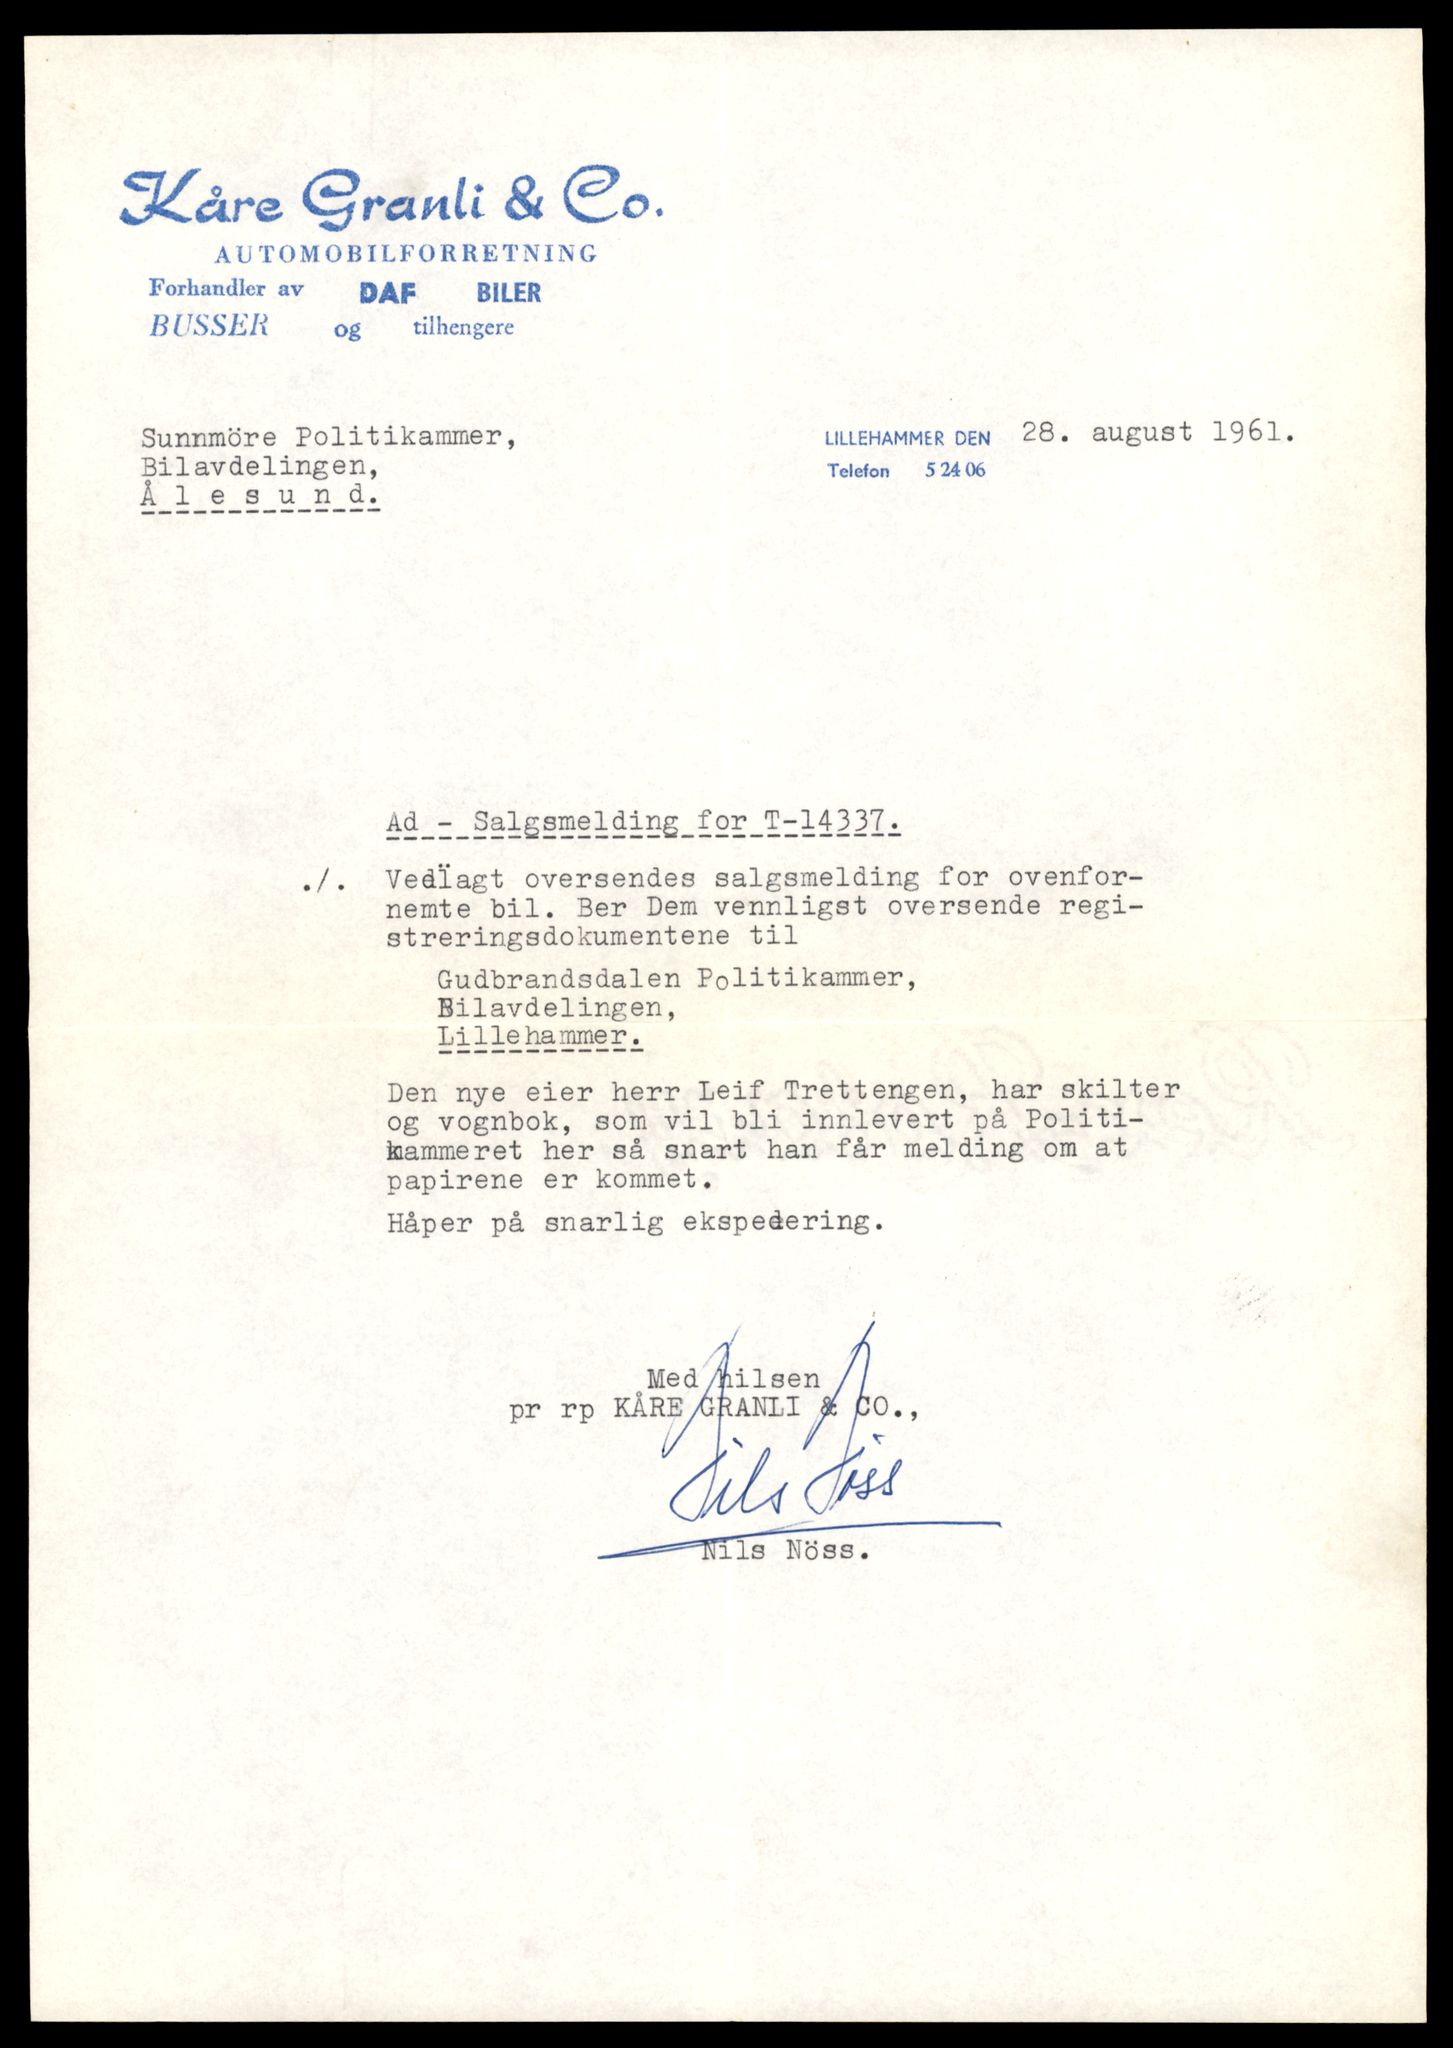 Kåre Granli & Co.
AUTOMOBILFORRETNING
Forhandler av DAF BILER
BUSSER og tilhengere
Sunnmöre Politikammer,
Bilavdelingen,
Å l e s u n d.
LILLEHAMMER DEN 28. august 1961.
Telefon 5 24 06
Ad - Salgsmelding for T-14337.
./. Vedlagt oversendes salgsmelding for ovenfor-
nemte bil. Ber Dem vennligst oversende regi-
streringsdokumentene til
Gudbrandsdalen Politikammer,
Bilavdelingen,
Lillehammer.
Den nye eier herr Leif Trettengen, har skilter
og vognbok, som vil bli innlevert på Politi-
kammeret her så snart han får melding om at
papirene er kommet.
Håper på snarlig ekspedering.
Med hilsen
pr rp KÅRE GRANLI & CO.,
Nils Nöss
Nils Nöss.